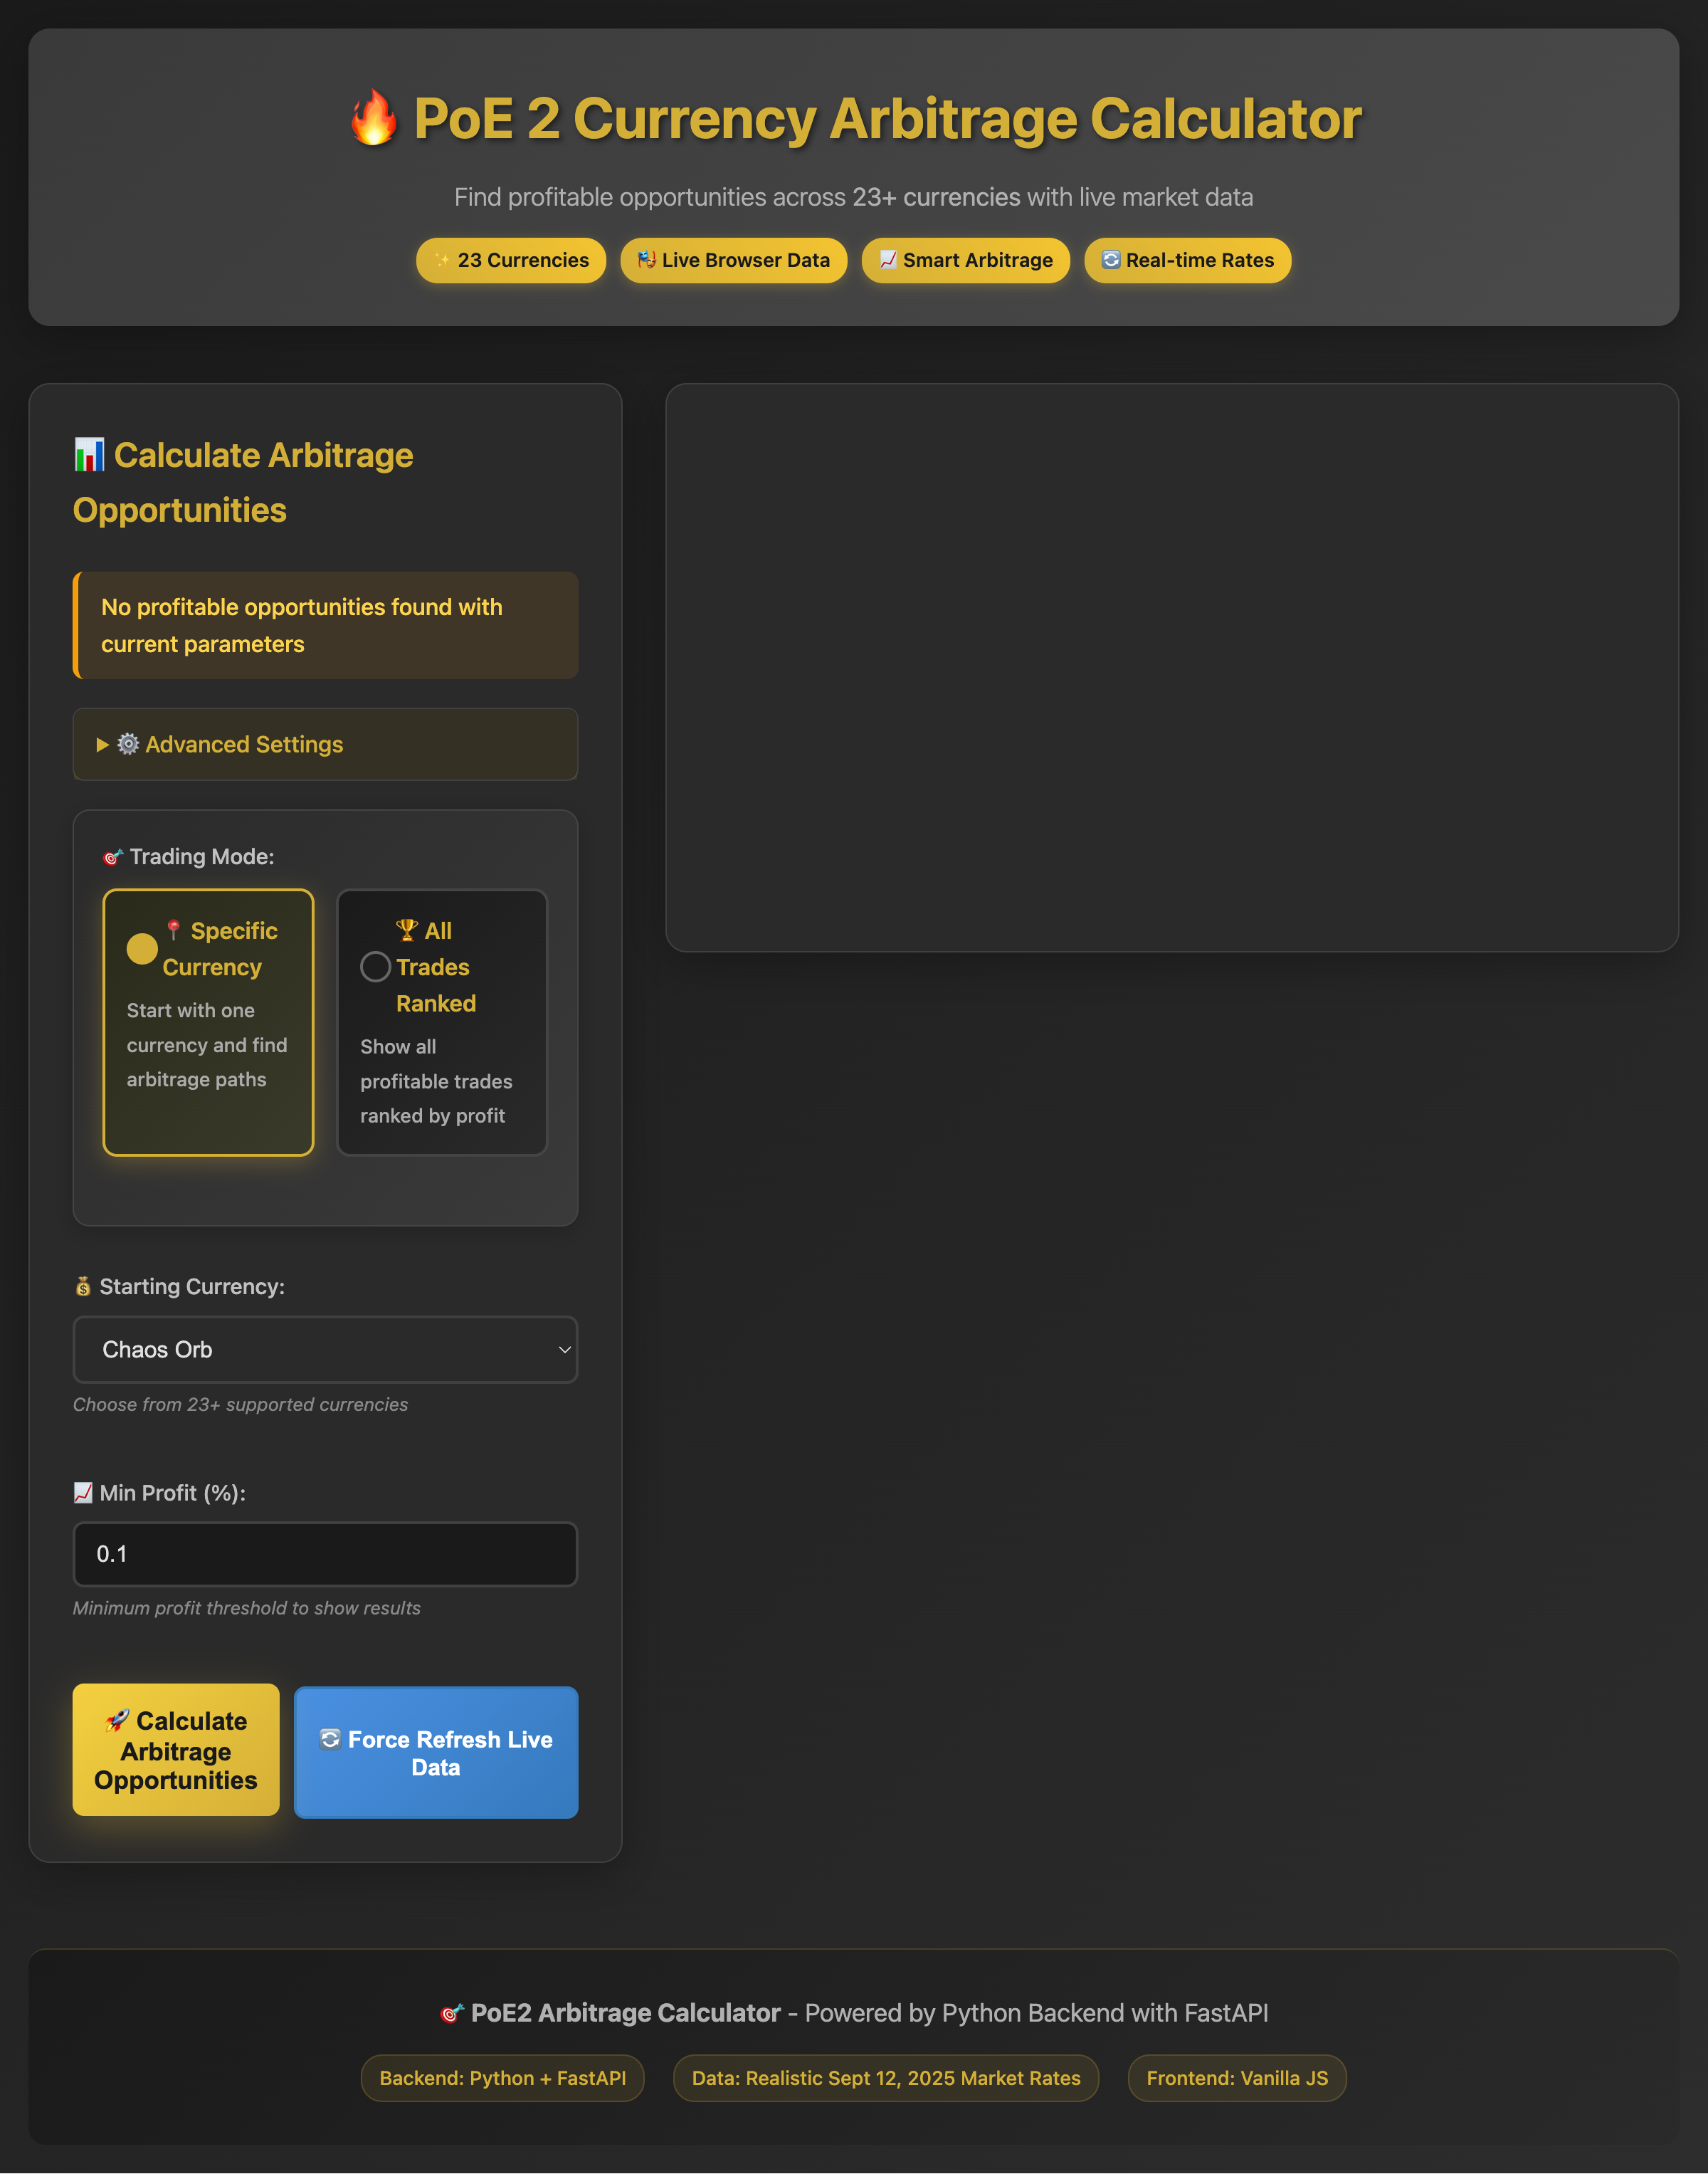 🔥 PoE 2 Currency Arbitrage Calculator
Find profitable opportunities across 23+ currencies with live market data
✨ 23 Currencies
🎏 Live Browser Data
📈 Smart Arbitrage
🔄 Real-time Rates
📊 Calculate Arbitrage
Opportunities
No profitable opportunities found with
current parameters
▶ ⚙️ Advanced Settings
🎯 Trading Mode:
📍 Specific
Currency
Start with one
currency and find
arbitrage paths
🏆 All
Trades
Ranked
Show all
profitable trades
ranked by profit
💰 Starting Currency:
Chaos Orb
Choose from 23+ supported currencies
📈 Min Profit (%):
0.1
Minimum profit threshold to show results
🚀 Calculate
Arbitrage
Opportunities
🔄 Force Refresh Live
Data
🎯 PoE2 Arbitrage Calculator - Powered by Python Backend with FastAPI
Backend: Python + FastAPI
Data: Realistic Sept 12, 2025 Market Rates
Frontend: Vanilla JS